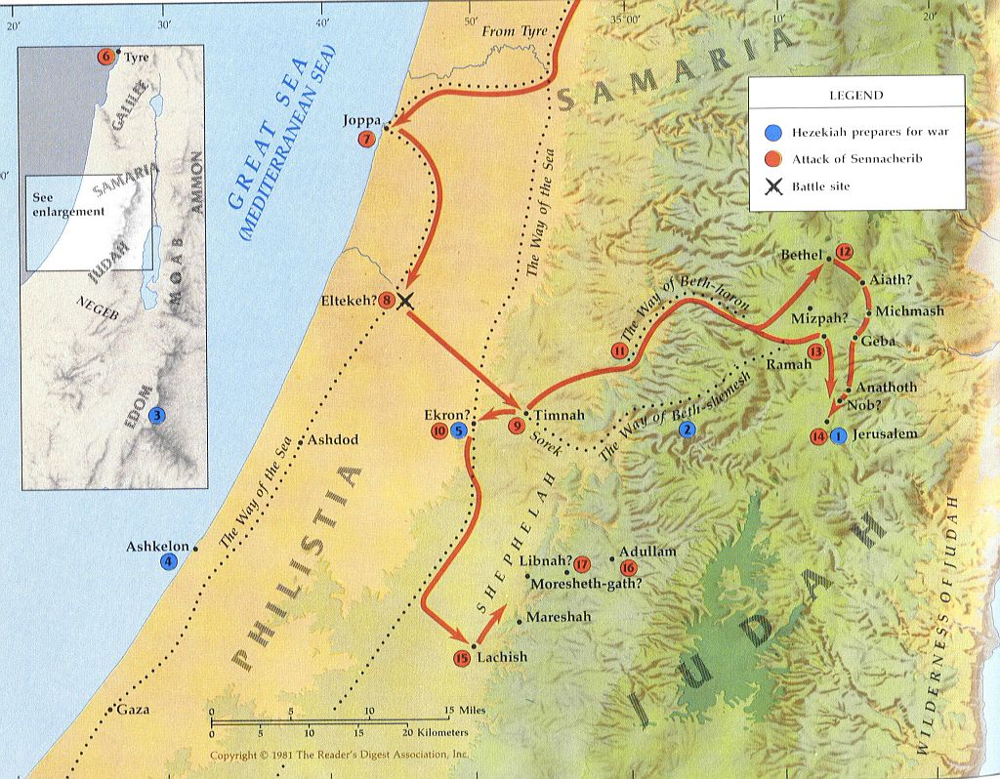 20'
30'
40'
50'
35°00'
10'
20'
From Tyre
6
Tyre
GALILEE
SAMARIA
AMMON
See
enlargement
JUDAH
MOAB
NEGEB
EDOM
3
00'
GREAT SEA
(MEDITERRANEAN SEA)
SAMARIA
LEGEND
Hezekiah prepares for war
Attack of Sennacherib
Battle site
Joppa
7
The Way of the Sea
Eltekeh?
8
Bethel
12
Aiath?
Mizpah?
Michmash
The Way of Beth-horon
11
Ramah
13
Geba
Anathoth
Nob?
14
1
Jerusalem
Ekron?
10
5
9
Timnah
Sorek
The Way of Beth-shemesh
2
Ashdod
The Way of the Sea
PHILISTIA
SHEPHELAH
Ashkelon
4
Libnah?
17
Adullam
16
Moresheth-gath?
Mareshah
15
Lachish
JUDAH
WILDERNESS OF JUDAH
Gaza
0 5 10 15 Miles
0 5 10 15 20 Kilometers
Copyright © 1981 The Reader's Digest Association, Inc.